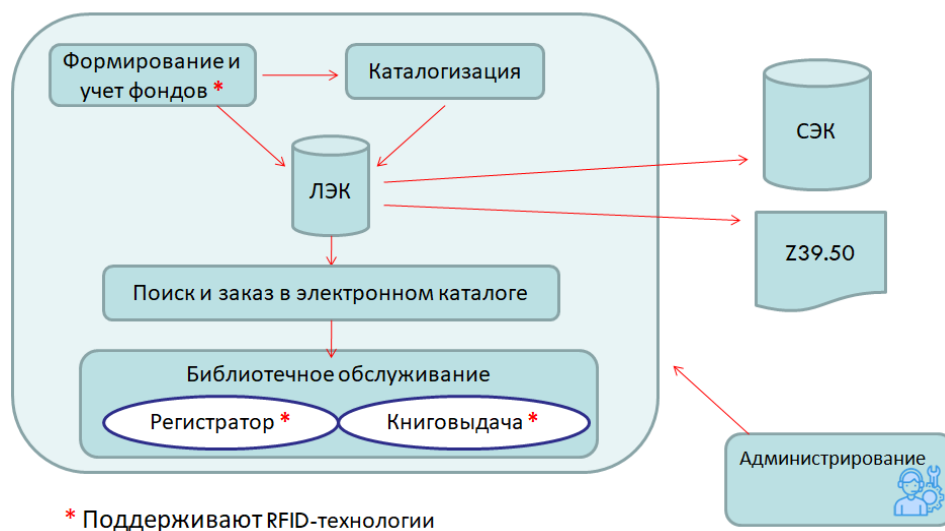 Формирование и
учет фондов *
Каталогизация
СЭК
ЛЭК
Z39.50
Поиск и заказ в электронном каталоге
Библиотечное обслуживание
Регистратор *
Книговыдача *
Администрирование
* Поддерживают RFID-технологии